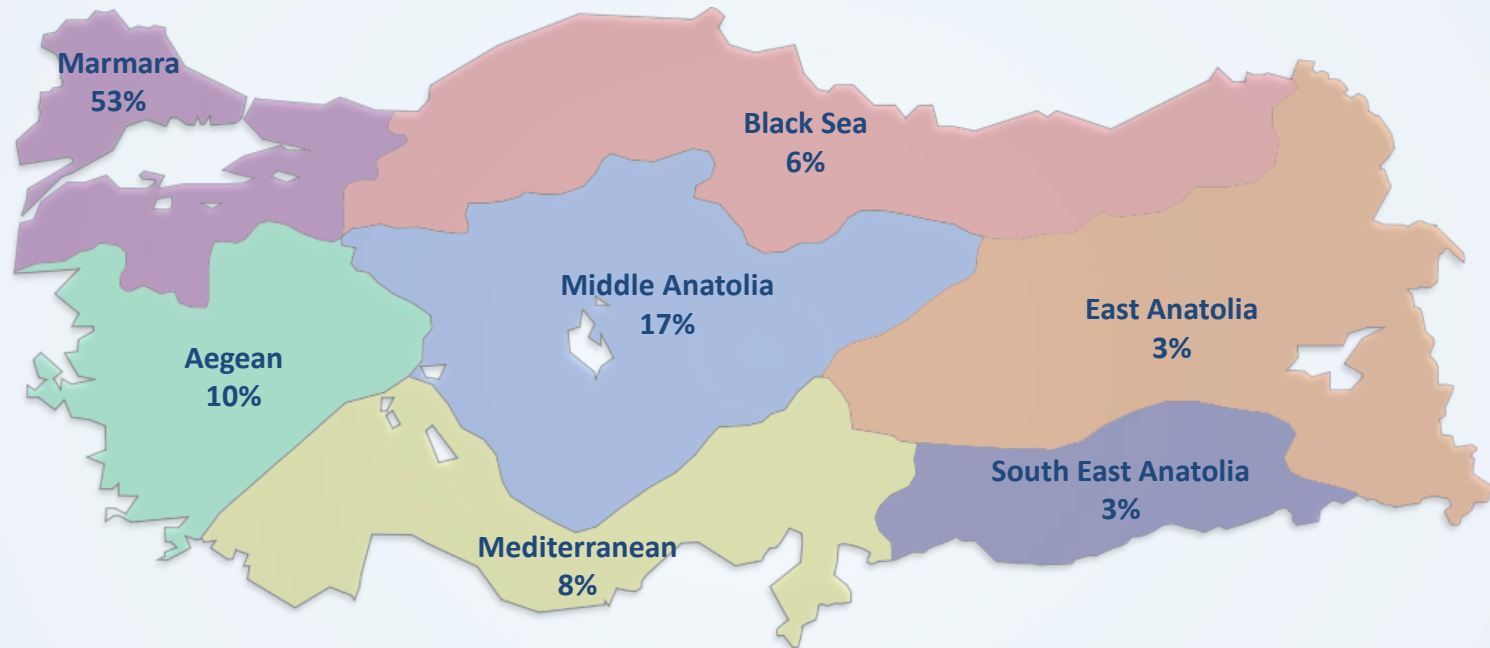 Marmara
53%
Black Sea
6%
Middle Anatolia
17%
East Anatolia
3%
Aegean
10%
South East Anatolia
3%
Mediterranean
8%